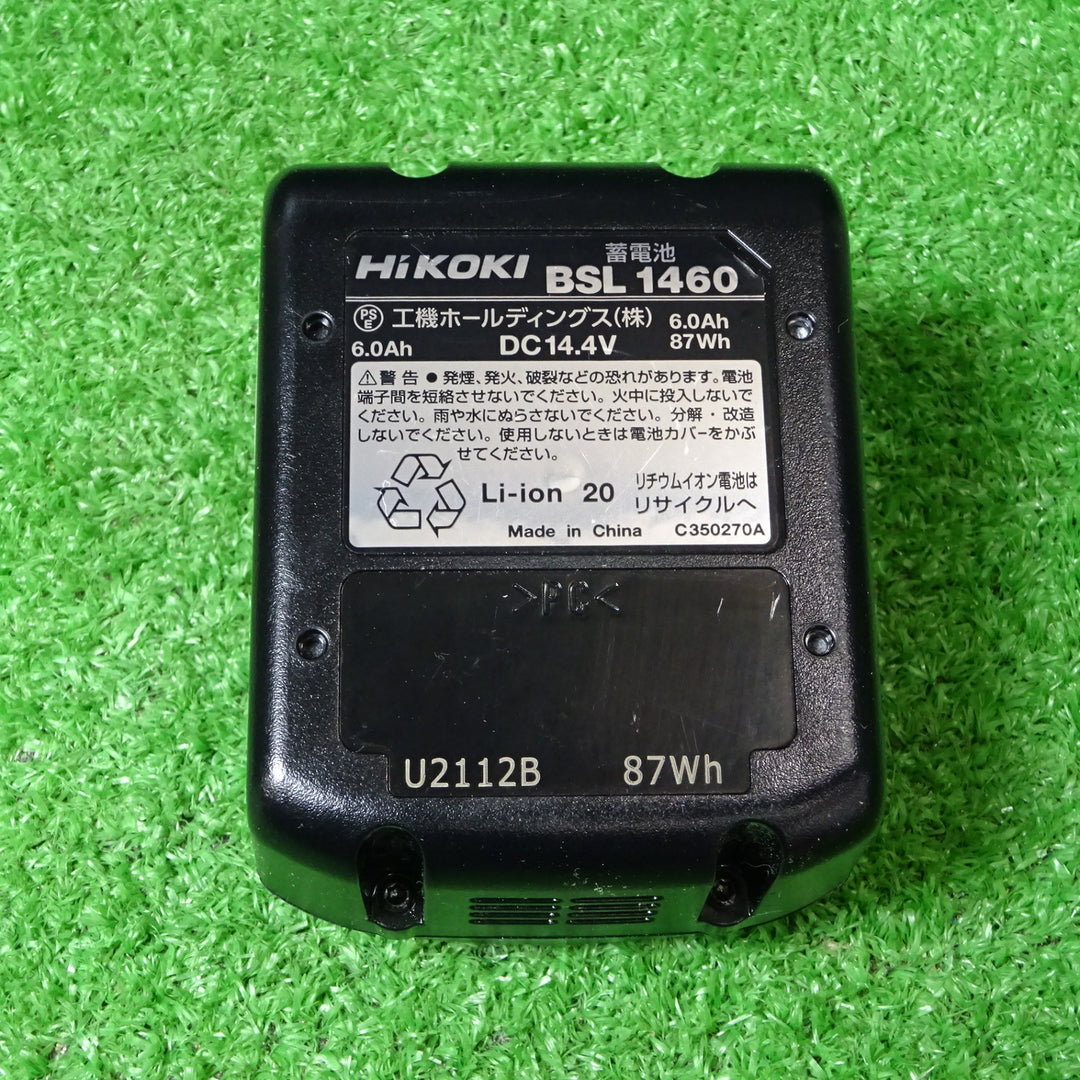 HiKOKI 蓄電池 BSL 1460
PSE 工機ホールディングス(株) 6.0Ah
6.0Ah DC14.4V 87Wh
⚠警告 ● 発煙、発火、破裂などの恐れがあります。電池
端子間を短絡させないでください。火中に投入しないで
ください。雨や水にぬらさないでください。分解・改造
しないでください。使用しないときは電池カバーをかぶ
せてください。
Li-ion 20 リチウムイオン電池は
リサイクルへ
Made in China C350270A
>PC<
U2112B 87Wh